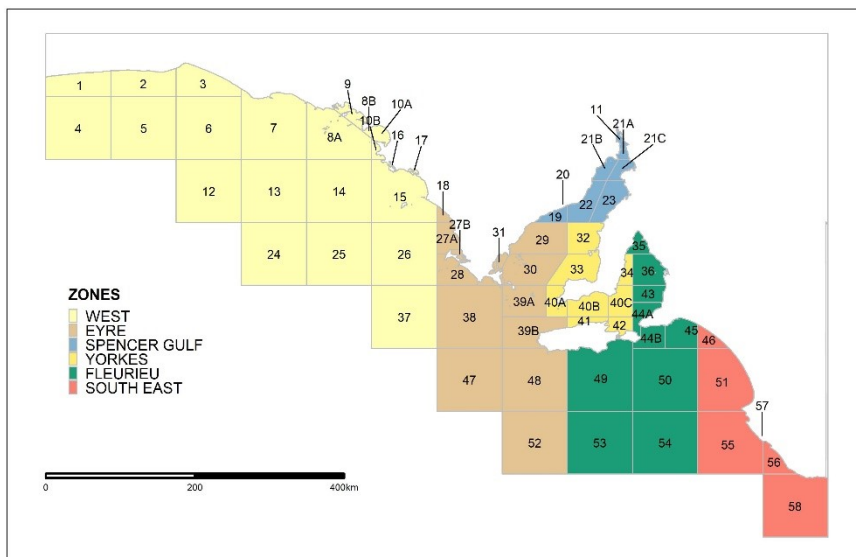 9
8B
10A
11
21A
1 2 3
10B
21B 21C
4 5 6 7 8A 16 17
20
12 13 14 15 18 19 22 23
27B
31
24 25 26 27A 29 32
35
28 30 33 34 36
ZONES
WEST
EYRE
SPENCER GULF
YORKES
FLEURIEU
SOUTH EAST
37 38 39A 40A 40B 40C 43
41 42 44A
39B 44B 45 46
47 48 49 50 51
57
52 53 54 55 56
58
0 200 400km